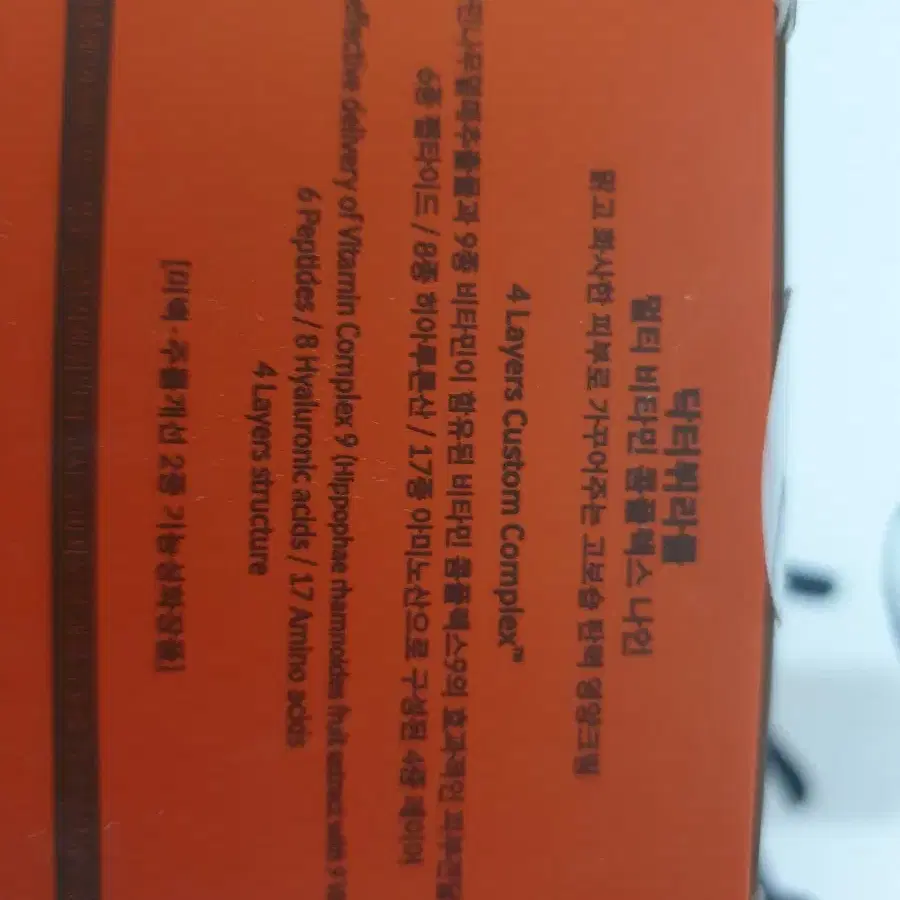 닥터뷔라클
멀티 비타민 콤플렉스 나인
맑고 화사한 피부로 가꾸어주는 고보습 탄력 영양크림
4 Layers Custom Complex™
비타민이 함유된 비타민 콤플렉스9의 효과적인
6종 펩타이드 / 8종 히아루론산 / 17종 아미노산으로 구성된 4중 레이어
effective delivery of Vitamin Complex 9 (Hippophae rhamnoides fruit extract with 9
6 Peptides / 8 Hyaluronic acids / 17 Amino acids
4 Layers structure
[미백·주름개선 2중 기능성화장품]